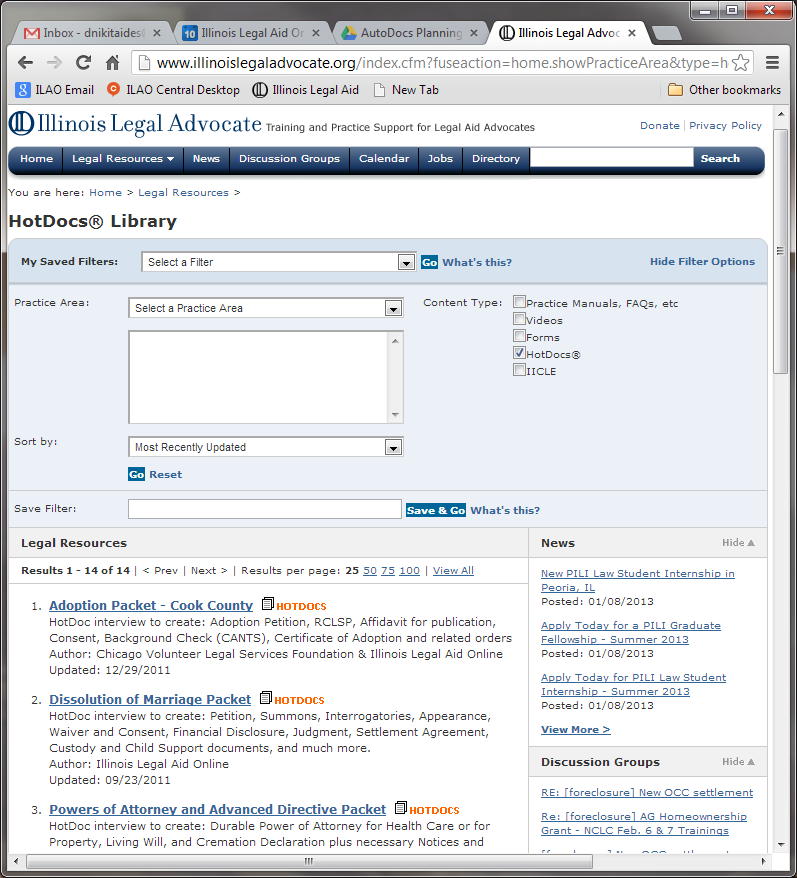 Inbox - dnikitaides
Illinois Legal Aid Or
AutoDocs Planning
Illinois Legal Advoc
www.illinoislegaladvocate.org/index.cfm?fuseaction=home.showPracticeArea&type=h
ILAO Email
ILAO Central Desktop
Illinois Legal Aid
New Tab
Other bookmarks
Illinois Legal Advocate Training and Practice Support for Legal Aid Advocates
Donate | Privacy Policy
Home
Legal Resources
News
Discussion Groups
Calendar
Jobs
Directory
Search
You are here: Home > Legal Resources >
HotDocs® Library
My Saved Filters:
Select a Filter
Go What's this?
Hide Filter Options
Practice Area:
Select a Practice Area
Content Type:
Practice Manuals, FAQs, etc
Videos
Forms
HotDocs®
IICLE
Sort by:
Most Recently Updated
Go Reset
Save Filter:
Save & Go What's this?
Legal Resources
Results 1 - 14 of 14 | < Prev | Next > | Results per page: 25 50 75 100 | View All
1. Adoption Packet - Cook County HOTDOCS
HotDoc interview to create: Adoption Petition, RCLSP, Affidavit for publication,
Consent, Background Check (CANTS), Certificate of Adoption and related orders
Author: Chicago Volunteer Legal Services Foundation & Illinois Legal Aid Online
Updated: 12/29/2011
2. Dissolution of Marriage Packet HOTDOCS
HotDoc interview to create: Petition, Summons, Interrogatories, Appearance,
Waiver and Consent, Financial Disclosure, Judgment, Settlement Agreement,
Custody and Child Support documents, and much more.
Author: Illinois Legal Aid Online
Updated: 09/23/2011
3. Powers of Attorney and Advanced Directive Packet HOTDOCS
HotDoc interview to create: Durable Power of Attorney for Health Care or for
Property, Living Will, and Cremation Declaration plus necessary Notices and
News
Hide
New PILI Law Student Internship in
Peoria, IL
Posted: 01/08/2013
Apply Today for a PILI Graduate
Fellowship - Summer 2013
Posted: 01/08/2013
Apply Today for PILI Law Student
Internship - Summer 2013
Posted: 01/08/2013
View More >
Discussion Groups
Hide
RE: [foreclosure] New OCC settlement
Re: [foreclosure] AG Homeownership
Grant - NCLC Feb. 6 & 7 Trainings